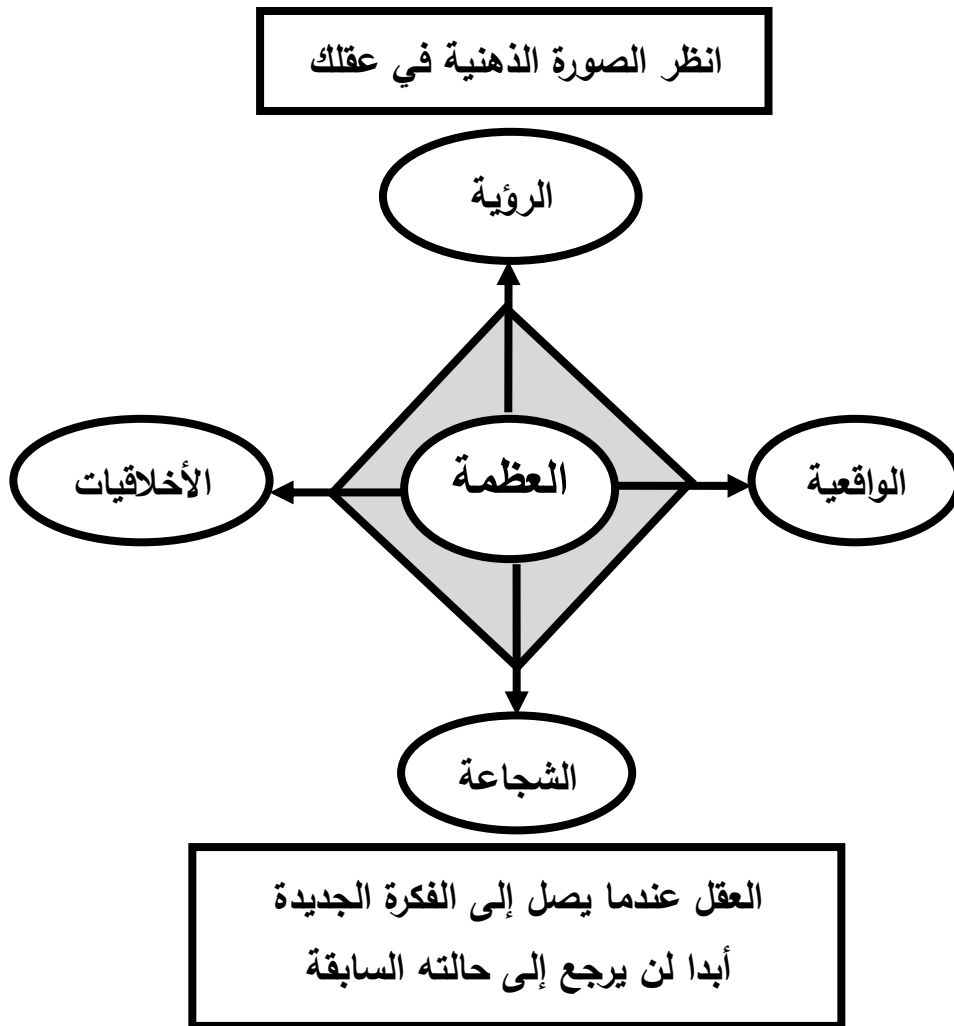 انظر الصورة الذهنية في عقلك
الرؤية
العظمة
الواقعية
الأخلاقيات
الشجاعة
العقل عندما يصل إلى الفكرة الجديدة
أبدا لن يرجع إلى حالته السابقة